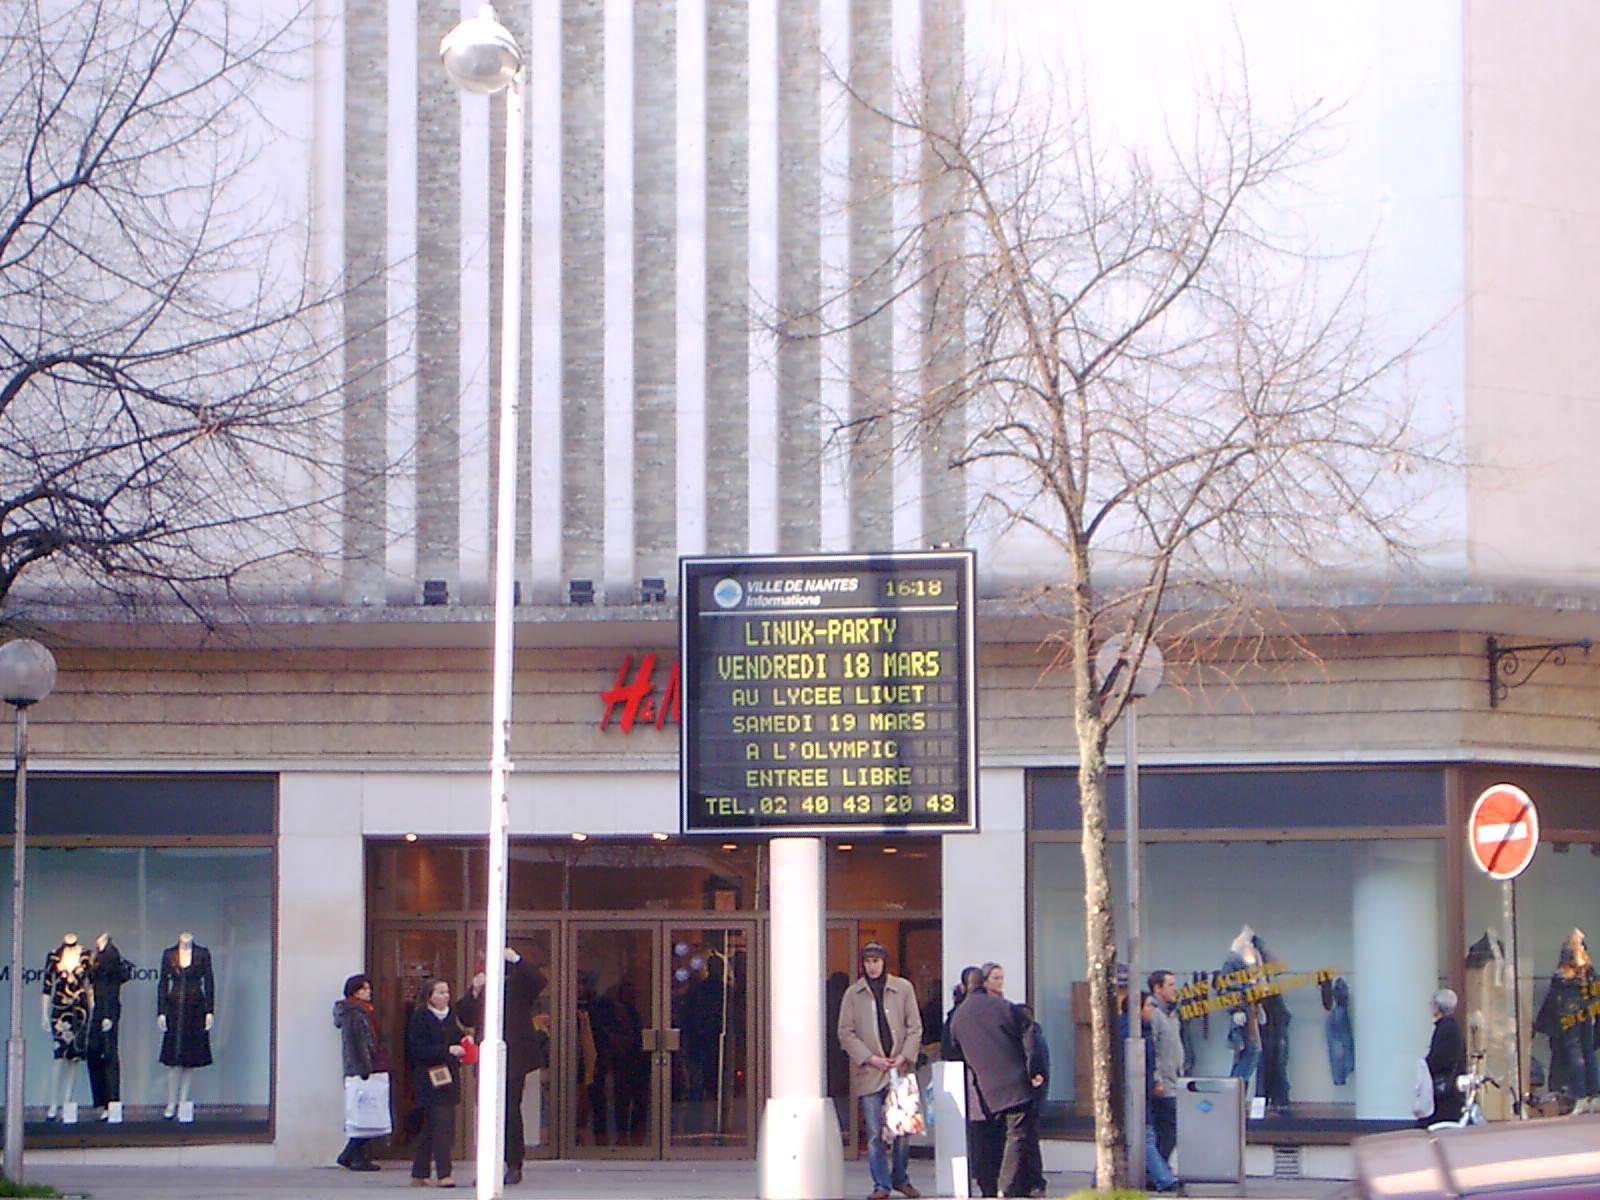 VILLE DE NANTES
Informations
16:18
LINUX-PARTY
VENDREDI 18 MARS
AU LYCEE LIVET
SAMEDI 19 MARS
A L'OLYMPIC
ENTREE LIBRE
TEL.02 40 43 20 43
H&M